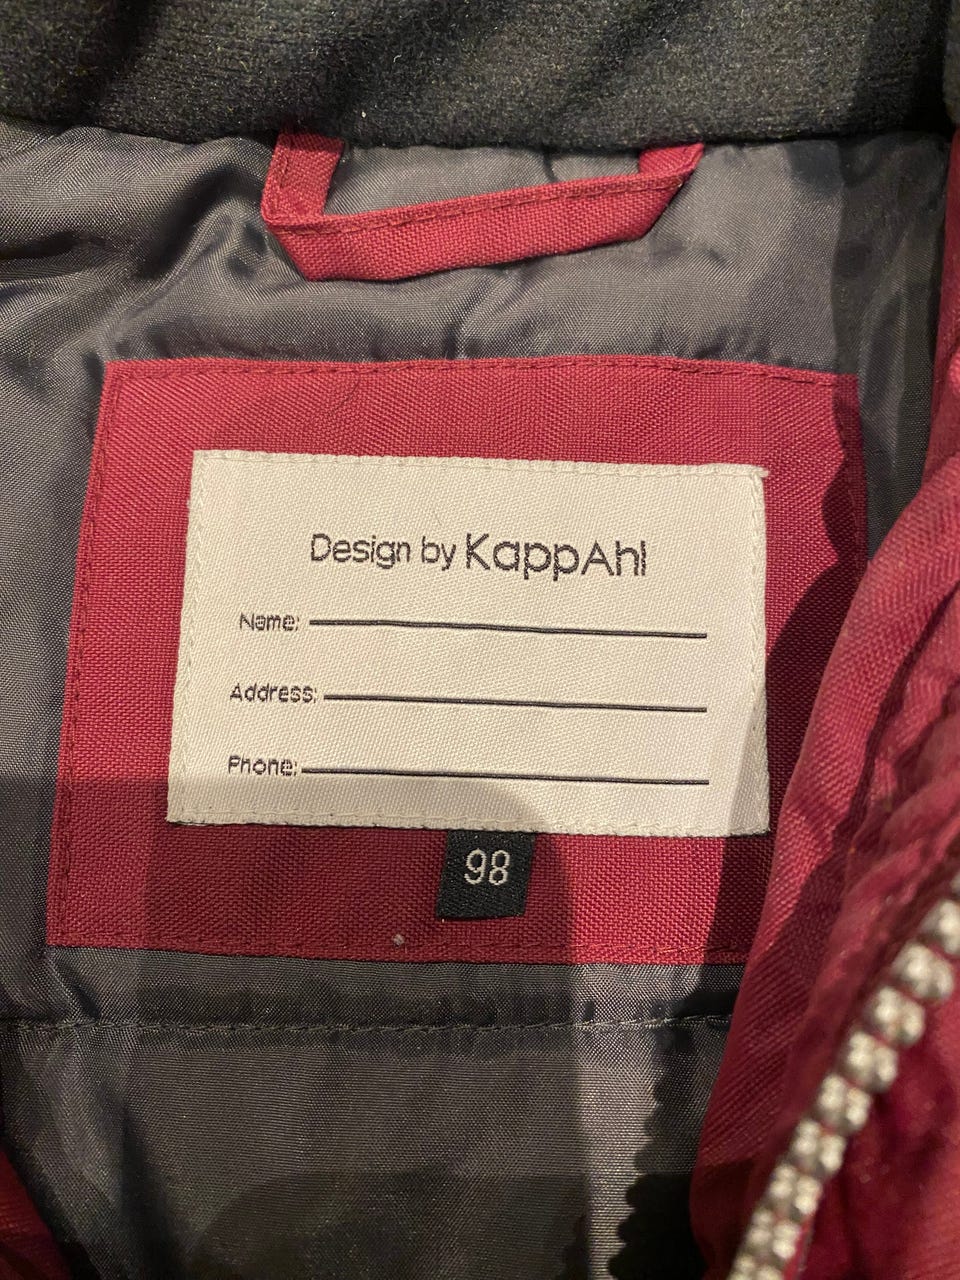 Design by KappAhl
Name:
Address:
Phone:
98